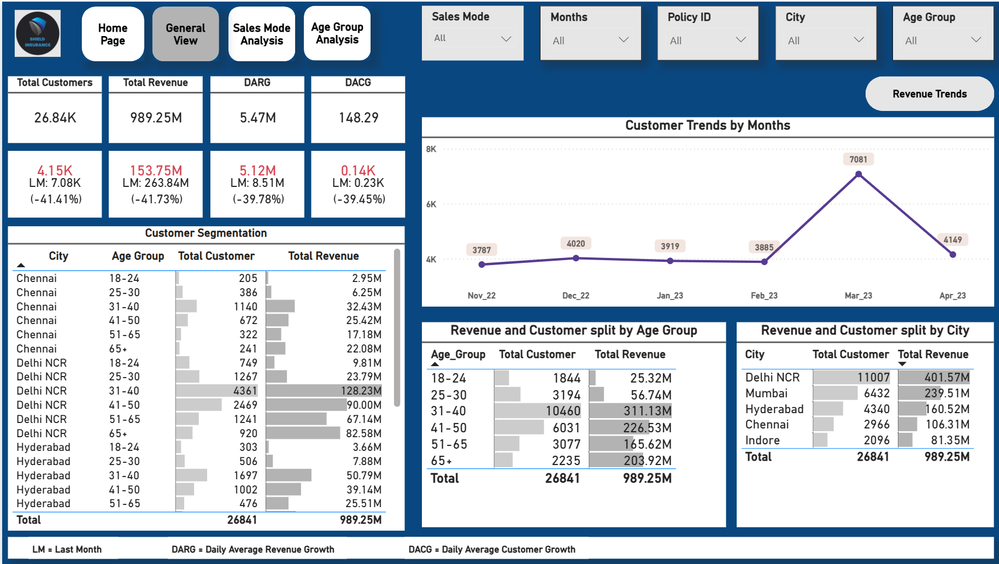 SHIELD
INSURANCE
Home
Page
General
View
Sales Mode
Analysis
Age Group
Analysis
Sales Mode
All
Months
All
Policy ID
All
City
All
Age Group
All
Total Customers
26.84K
Total Revenue
989.25M
DARG
5.47M
DACG
148.29
4.15K
LM: 7.08K
(-41.41%)
153.75M
LM: 263.84M
(-41.73%)
5.12M
LM: 8.51M
(-39.78%)
0.14K
LM: 0.23K
(-39.45%)
Revenue Trends
Customer Trends by Months
8K
6K
4K
3787
4020
3919
3885
7081
4149
Nov_22
Dec_22
Jan_23
Feb_23
Mar_23
Apr_23
Customer Segmentation
City Age Group Total Customer Total Revenue
Chennai 18-24 205 2.95M
Chennai 25-30 386 6.25M
Chennai 31-40 1140 32.43M
Chennai 41-50 672 25.42M
Chennai 51-65 322 17.18M
Chennai 65+ 241 22.08M
Delhi NCR 18-24 749 9.81M
Delhi NCR 25-30 1267 23.79M
Delhi NCR 31-40 4361 128.23M
Delhi NCR 41-50 2469 90.00M
Delhi NCR 51-65 1241 67.14M
Delhi NCR 65+ 920 82.58M
Hyderabad 18-24 303 3.66M
Hyderabad 25-30 506 7.88M
Hyderabad 31-40 1697 50.79M
Hyderabad 41-50 1002 39.14M
Hyderabad 51-65 476 25.51M
Total 26841 989.25M
Revenue and Customer split by Age Group
Age_Group Total Customer Total Revenue
18-24 1844 25.32M
25-30 3194 56.74M
31-40 10460 311.13M
41-50 6031 226.53M
51-65 3077 165.62M
65+ 2235 203.92M
Total 26841 989.25M
Revenue and Customer split by City
City Total Customer Total Revenue
Delhi NCR 11007 401.57M
Mumbai 6432 239.51M
Hyderabad 4340 160.52M
Chennai 2966 106.31M
Indore 2096 81.35M
Total 26841 989.25M
LM = Last Month DARG = Daily Average Revenue Growth DACG = Daily Average Customer Growth